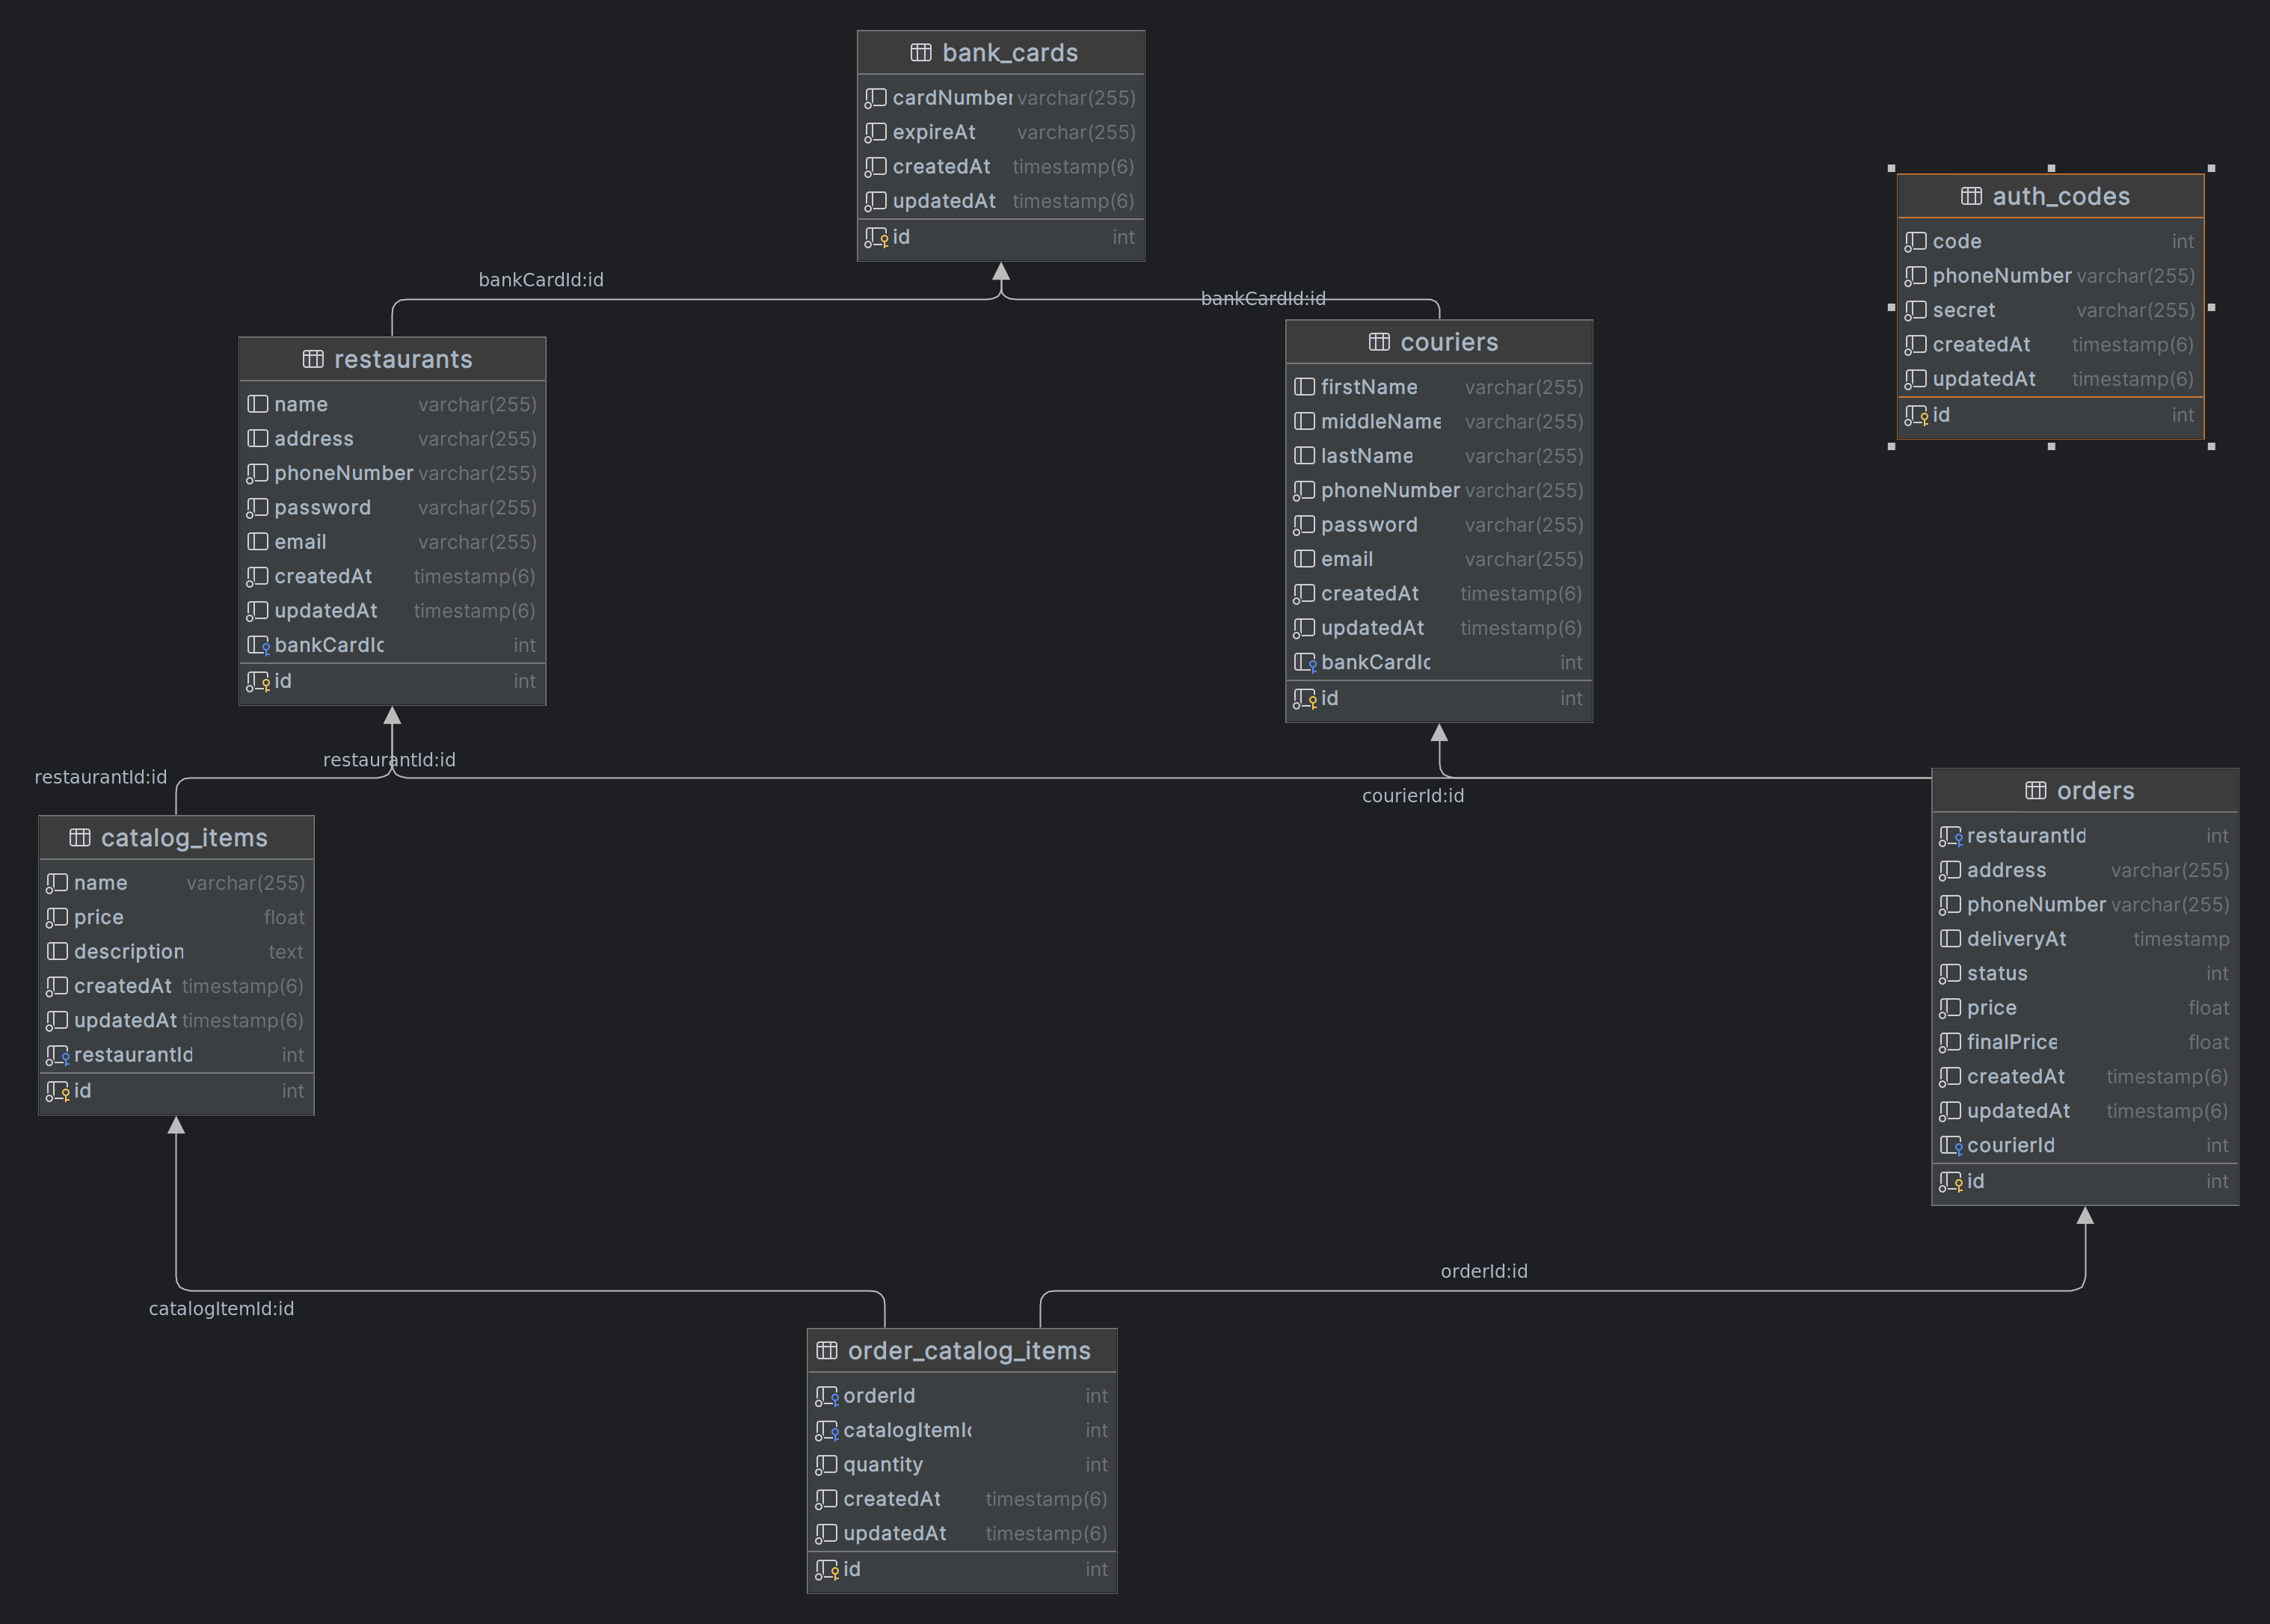 bank_cards
cardNumber varchar(255)
expireAt varchar(255)
createdAt timestamp(6)
updatedAt timestamp(6)
id int
auth_codes
code int
phoneNumber varchar(255)
secret varchar(255)
createdAt timestamp(6)
updatedAt timestamp(6)
id int
bankCardId:id
bankCardId:id
restaurants
name varchar(255)
address varchar(255)
phoneNumber varchar(255)
password varchar(255)
email varchar(255)
createdAt timestamp(6)
updatedAt timestamp(6)
bankCardId int
id int
couriers
firstName varchar(255)
middleName varchar(255)
lastName varchar(255)
phoneNumber varchar(255)
password varchar(255)
email varchar(255)
createdAt timestamp(6)
updatedAt timestamp(6)
bankCardId int
id int
restaurantId:id
restaurantId:id
courierId:id
catalog_items
name varchar(255)
price float
description text
createdAt timestamp(6)
updatedAt timestamp(6)
restaurantId int
id int
orders
restaurantId int
address varchar(255)
phoneNumber varchar(255)
deliveryAt timestamp
status int
price float
finalPrice float
createdAt timestamp(6)
updatedAt timestamp(6)
courierId int
id int
catalogItemId:id
orderId:id
order_catalog_items
orderId int
catalogItemId int
quantity int
createdAt timestamp(6)
updatedAt timestamp(6)
id int